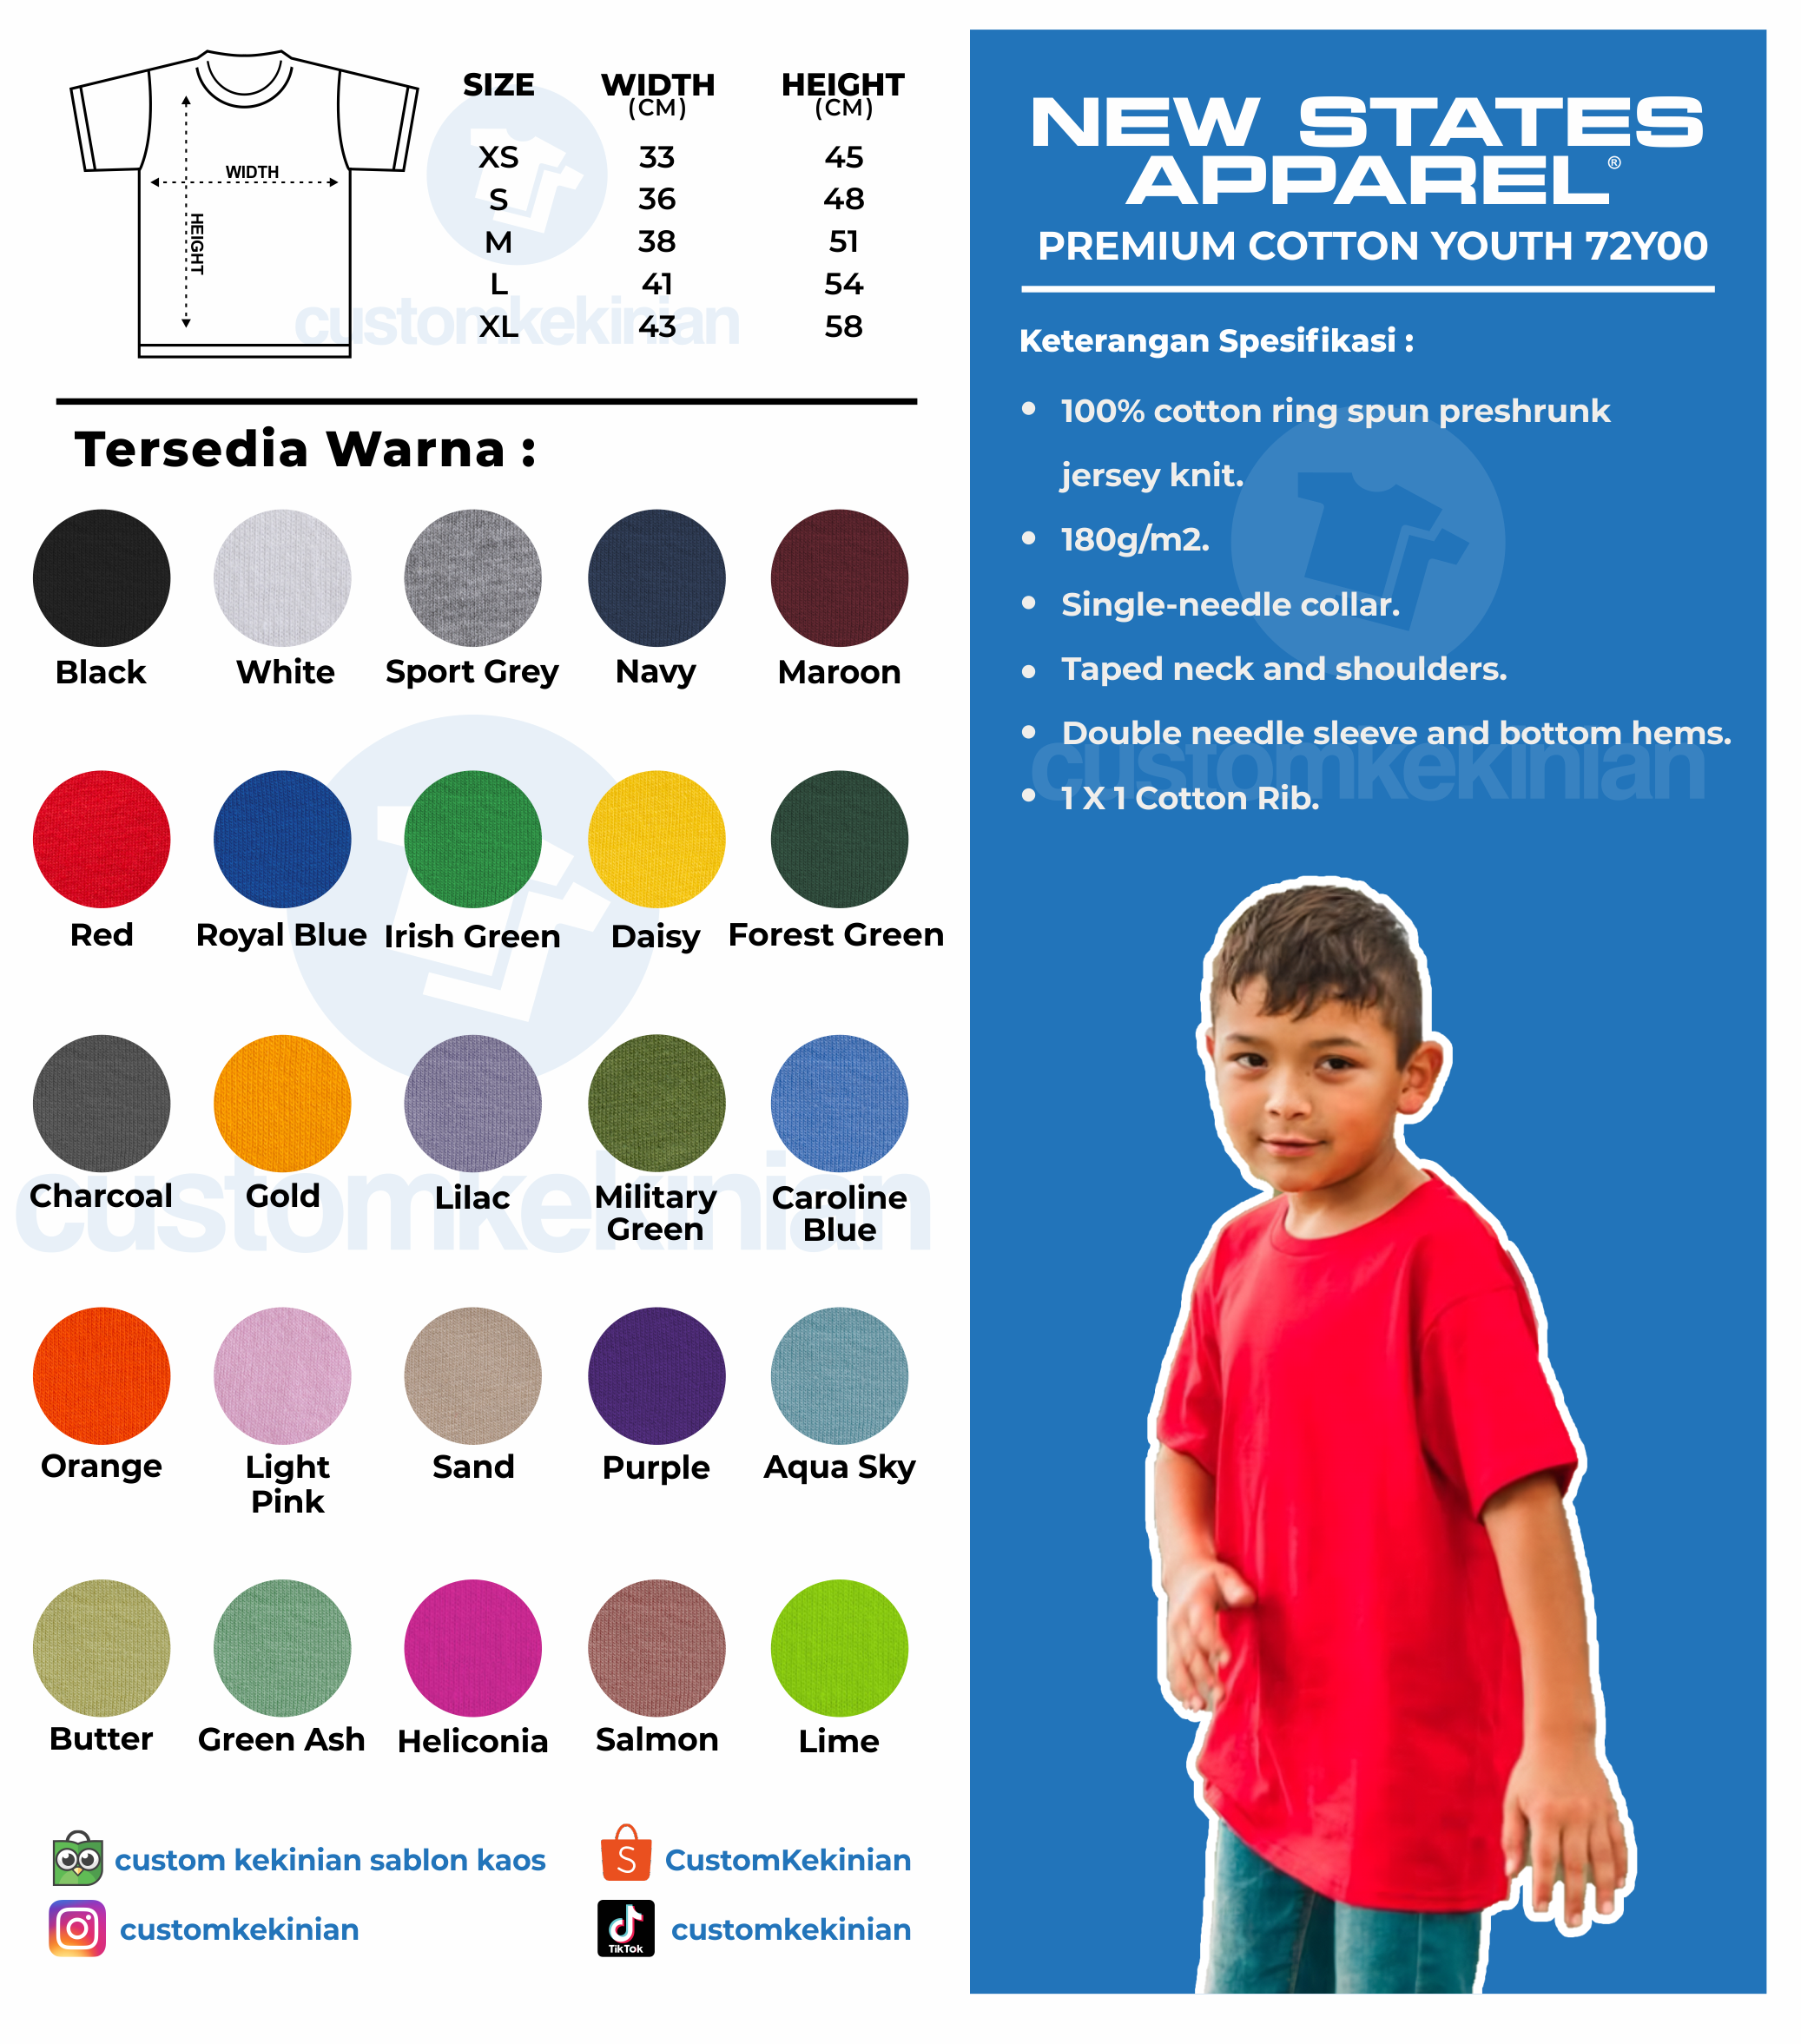 SIZE WIDTH HEIGHT
(CM) (CM)
XS 33 45
S 36 48
M 38 51
L 41 54
XL 43 58
WIDTH
HEIGHT
customkekinian
Tersedia Warna :
Black White Sport Grey Navy Maroon
Red Royal Blue Irish Green Daisy Forest Green
Charcoal Gold Lilac Military Caroline
Green Blue
customkekinian
Orange Light Sand Purple Aqua Sky
Pink
Butter Green Ash Heliconia Salmon Lime
custom kekinian sablon kaos
S CustomKekinian
customkekinian
TikTok customkekinian
NEW STATES
APPAREL®
PREMIUM COTTON YOUTH 72Y00
Keterangan Spesifikasi :
• 100% cotton ring spun preshrunk
jersey knit.
• 180g/m2.
• Single-needle collar.
• Taped neck and shoulders.
• Double needle sleeve and bottom hems.
customkekinian
• 1 X 1 Cotton Rib.